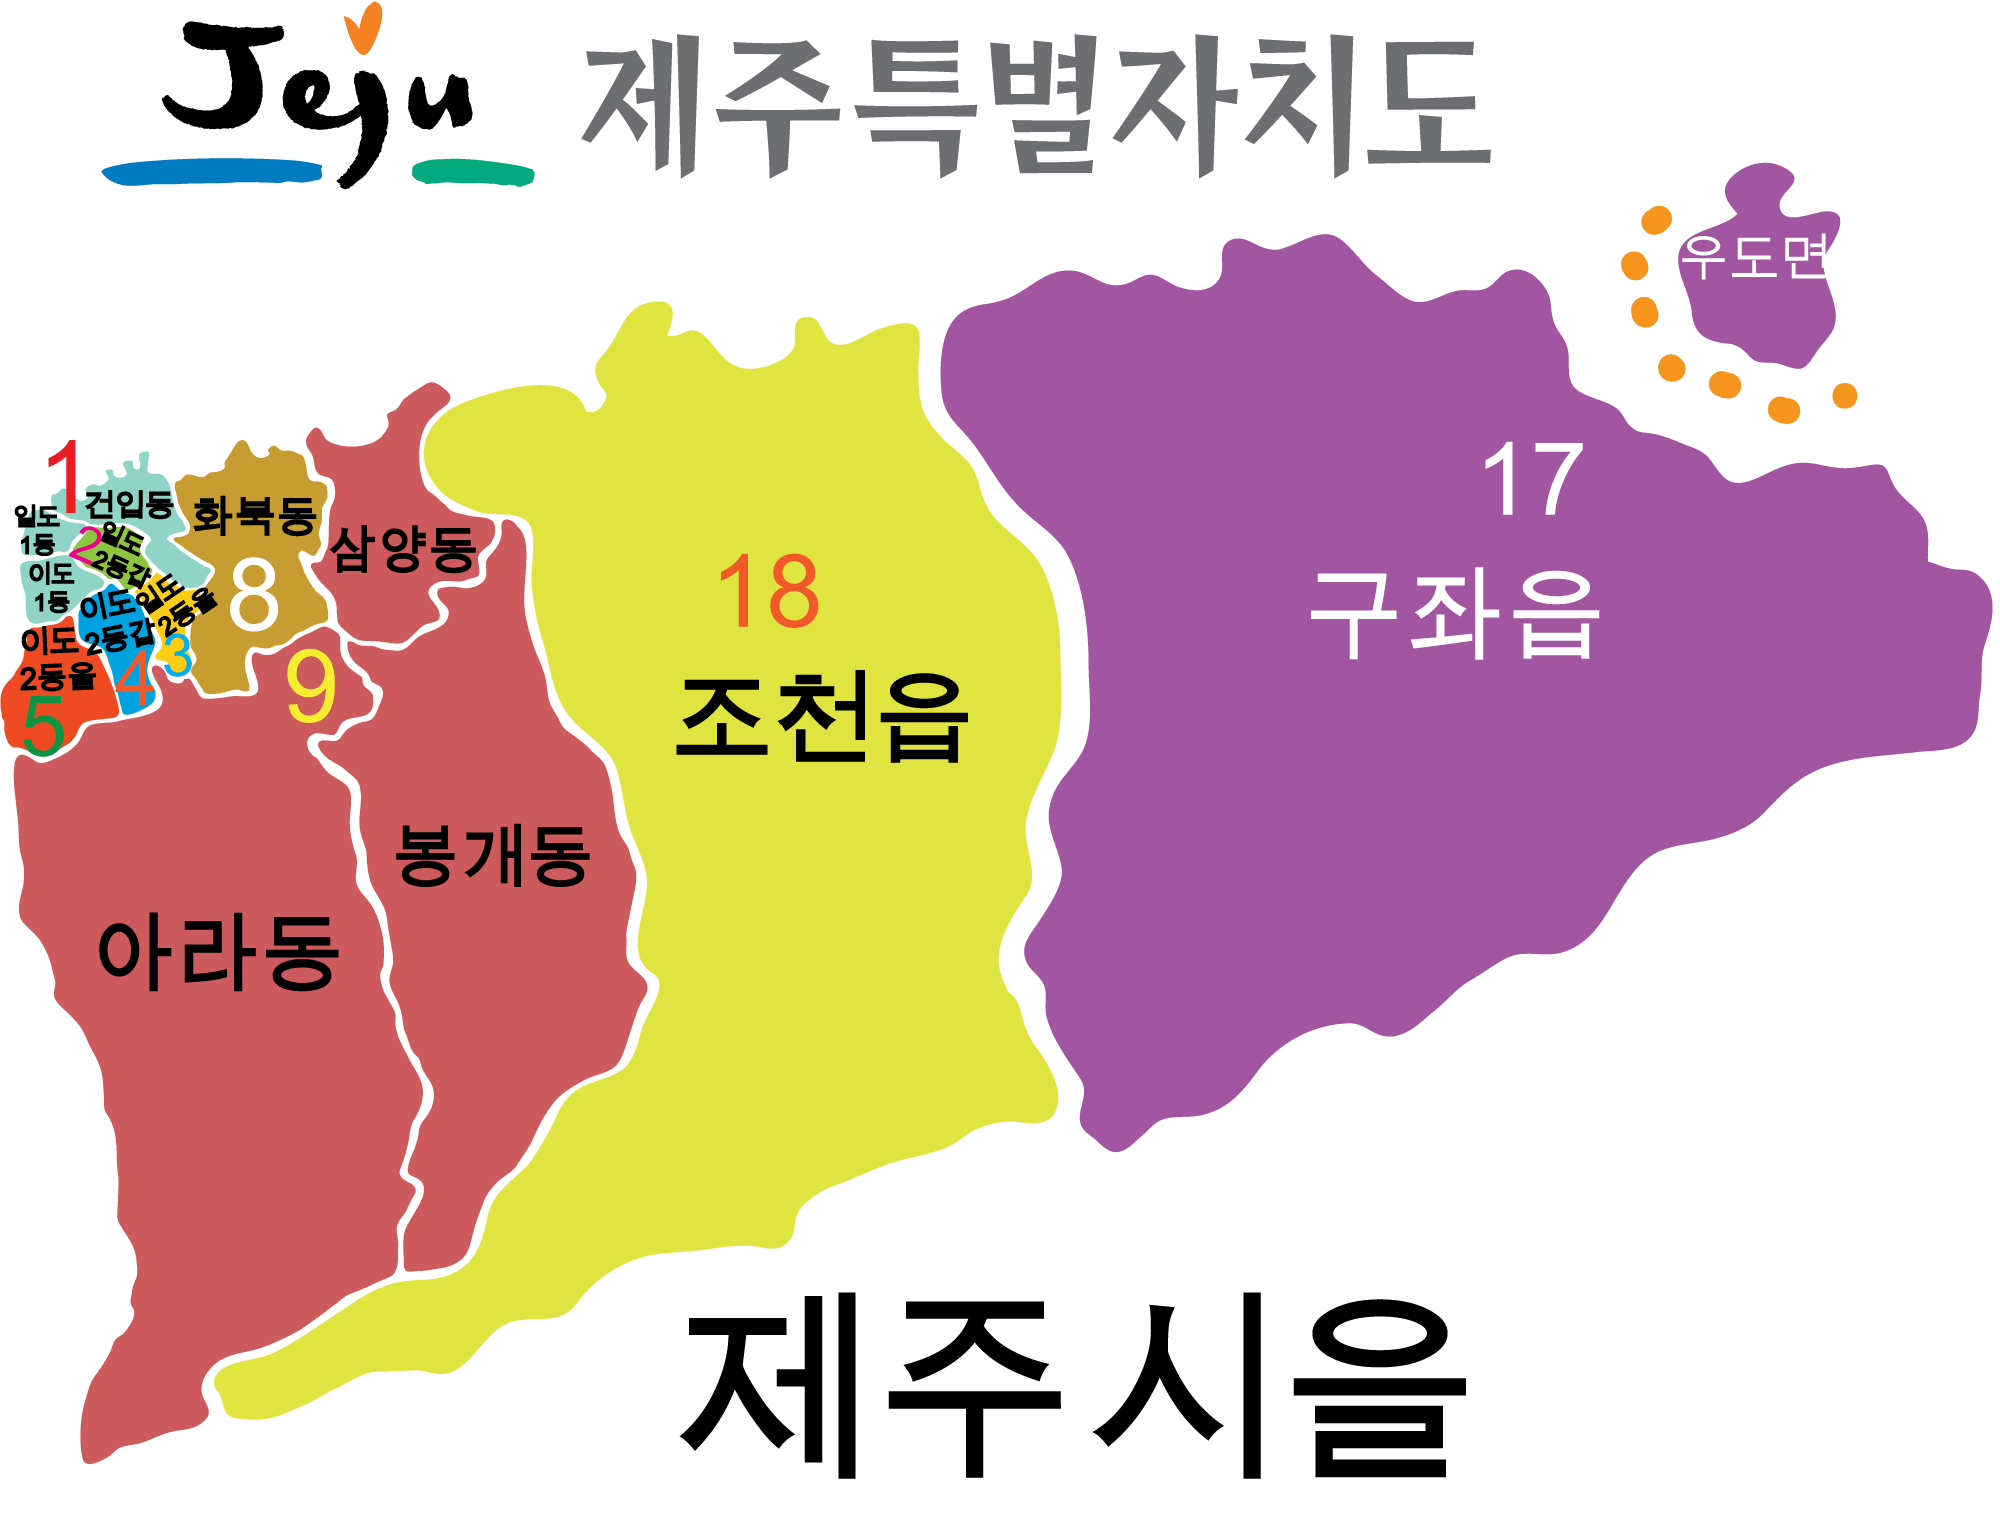 Jeju 제주특별자치도
우도면
17
구좌읍
18
조천읍
삼양동
화북동
8
1
건입동
일도
1동
2
일도
2동갑
이도
1동
일도
2동을
3
이도
2동갑
4
이도
2동을
5
9
봉개동
아라동
제주시을